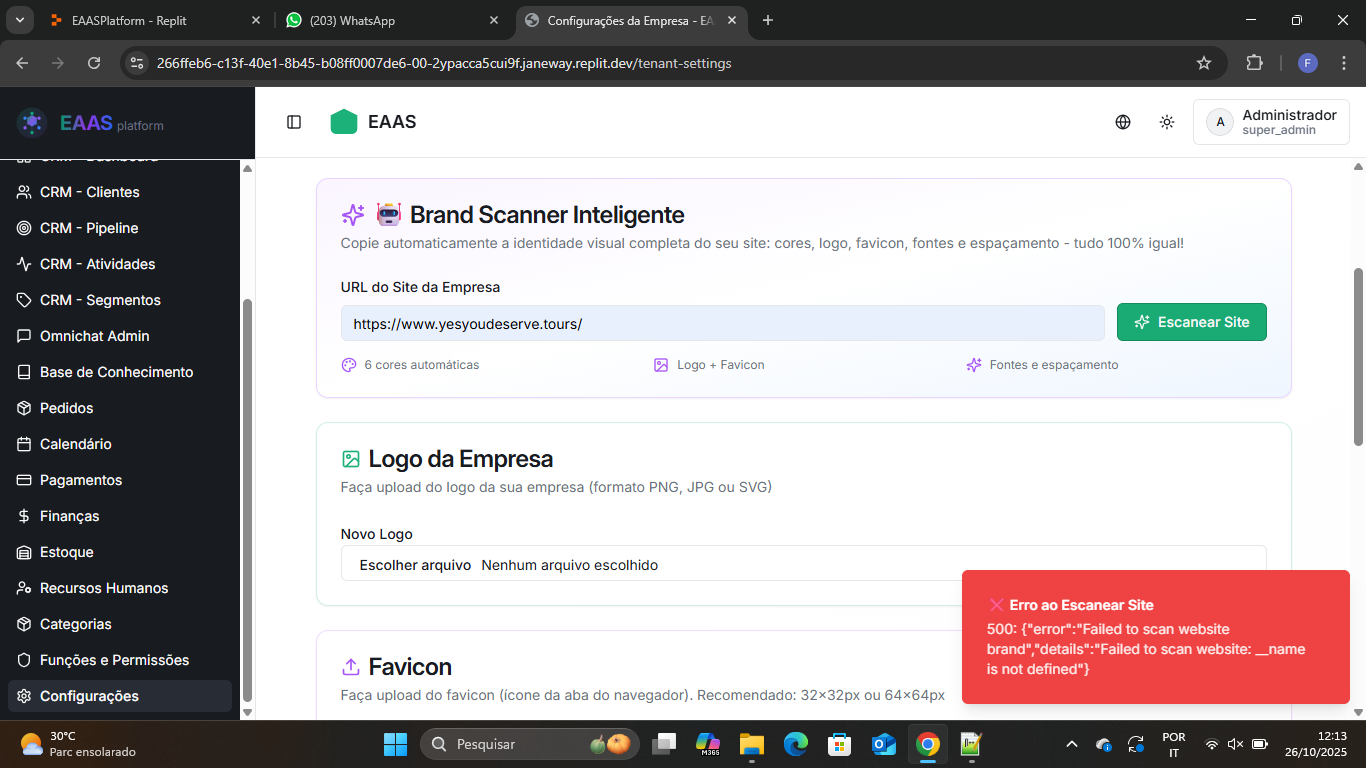 EAASPlatform - Replit
(203) WhatsApp
Configurações da Empresa - EA
266ffeb6-c13f-40e1-8b45-b08ff0007de6-00-2ypacca5cui9f.janeway.replit.dev/tenant-settings
F
EAAS platform
EAAS
A
Administrador
super_admin
CRM - Dashboard
CRM - Clientes
CRM - Pipeline
CRM - Atividades
CRM - Segmentos
Omnichat Admin
Base de Conhecimento
Pedidos
Calendário
Pagamentos
Finanças
Estoque
Recursos Humanos
Categorias
Funções e Permissões
Configurações
Brand Scanner Inteligente
Copie automaticamente a identidade visual completa do seu site: cores, logo, favicon, fontes e espaçamento - tudo 100% igual!
URL do Site da Empresa
https://www.yesyoudeserve.tours/
Escanear Site
6 cores automáticas
Logo + Favicon
Fontes e espaçamento
Logo da Empresa
Faça upload do logo da sua empresa (formato PNG, JPG ou SVG)
Novo Logo
Escolher arquivo Nenhum arquivo escolhido
Favicon
Faça upload do favicon (ícone da aba do navegador). Recomendado: 32×32px ou 64×64px
Erro ao Escanear Site
500: {"error":"Failed to scan website
brand","details":"Failed to scan website: __name
is not defined"}
30°C
Parc ensolarado
Pesquisar
M365
POR
IT
12:13
26/10/2025